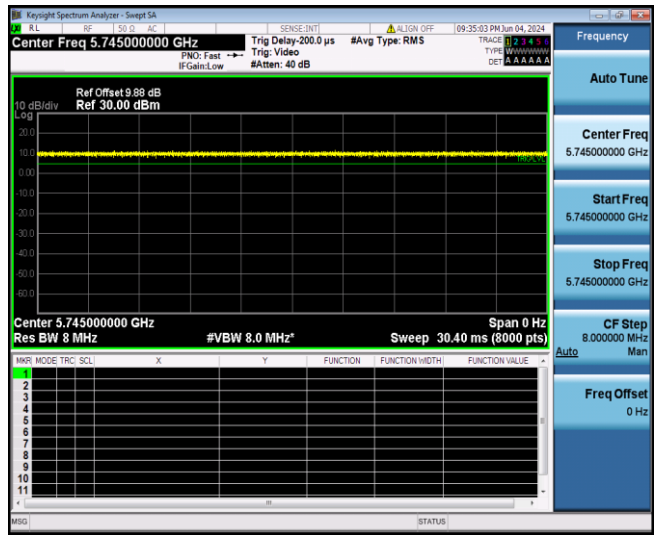 Keysight Spectrum Analyzer - Swept SA
RL RF 50 Ω AC SENSE:INT ALIGN OFF 09:35:03 PM Jun 04, 2024
Center Freq 5.745000000 GHz
PNO: Fast
IFGain:Low
Trig Delay-200.0 µs
Trig: Video
#Atten: 40 dB
#Avg Type: RMS
TRACE 1 2 3 4 5 6
TYPE
DET A A A A A A
Ref Offset 9.88 dB
10 dB/div Ref 30.00 dBm
Log
20.0
10.0
0.00
-10.0
-20.0
-30.0
-40.0
-50.0
-60.0
TRIG LVL
Center 5.745000000 GHz Span 0 Hz
Res BW 8 MHz #VBW 8.0 MHz* Sweep 30.40 ms (8000 pts)
MKR MODE TRC SCL X Y FUNCTION FUNCTION WIDTH FUNCTION VALUE
1
2
3
4
5
6
7
8
9
10
11
MSG STATUS
Frequency
Auto Tune
Center Freq
5.745000000 GHz
Start Freq
5.745000000 GHz
Stop Freq
5.745000000 GHz
CF Step
8.000000 MHz
Auto Man
Freq Offset
0 Hz